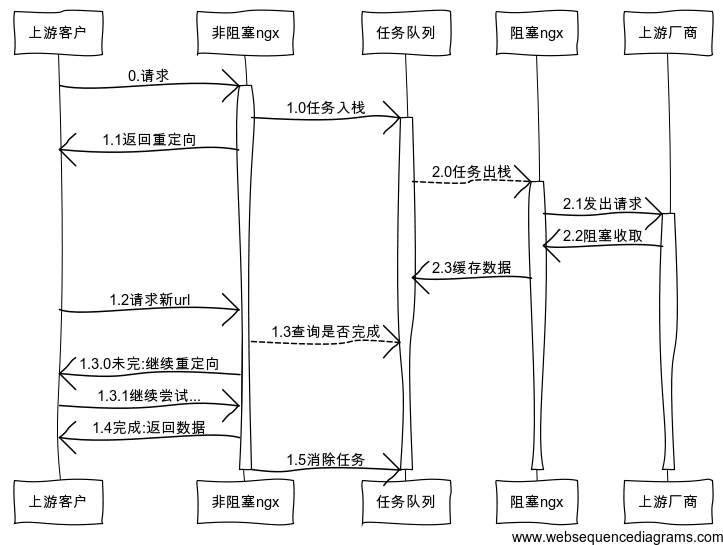 上游客户 非阻塞ngx 任务队列 阻塞ngx 上游厂商
0.请求
1.0任务入栈
1.1返回重定向
2.0任务出栈
2.1发出请求
2.2阻塞收取
2.3缓存数据
1.2请求新url
1.3查询是否完成
1.3.0未完:继续重定向
1.3.1继续尝试...
1.4完成:返回数据
1.5消除任务
上游客户 非阻塞ngx 任务队列 阻塞ngx 上游厂商
www.websequencediagrams.com